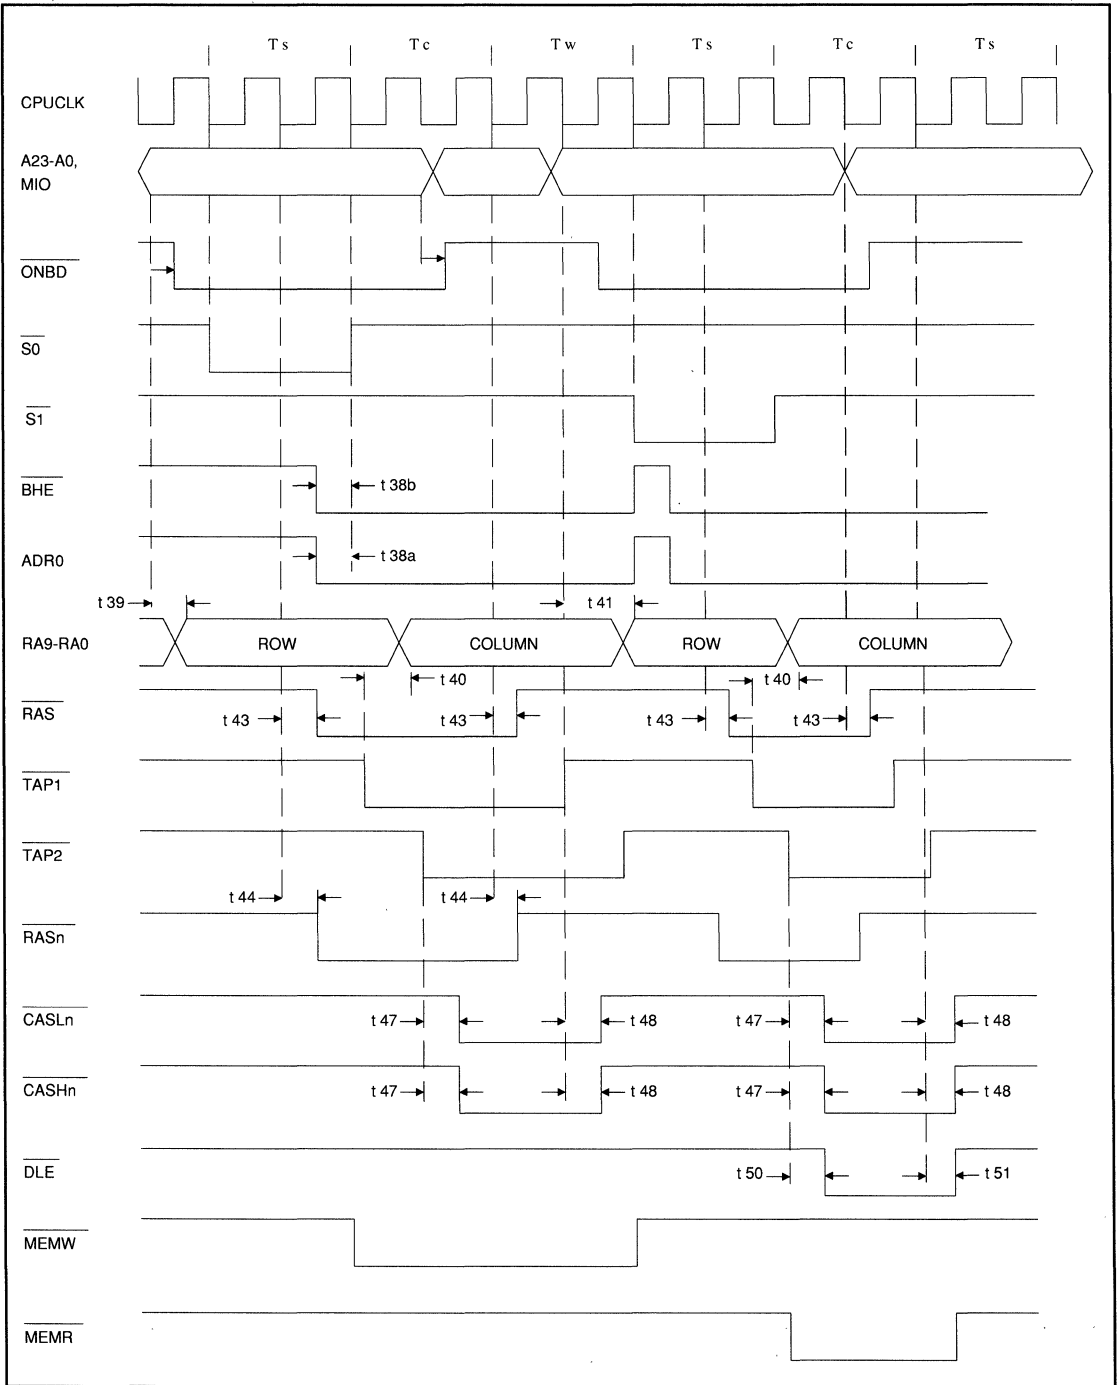 Ts Tc Tw Ts Tc Ts
CPUCLK
A23-A0,
MIO
ONBD
S0
S1
BHE
t 38b
ADR0
t 38a
t 39
t 41
RA9-RA0
ROW
COLUMN
ROW
COLUMN
t 40
t 40
RAS
t 43
t 43
t 43
t 43
TAP1
TAP2
t 44
t 44
RASn
CASLn
t 47
t 48
t 47
t 48
CASHn
t 47
t 48
t 47
t 48
DLE
t 50
t 51
MEMW
MEMR